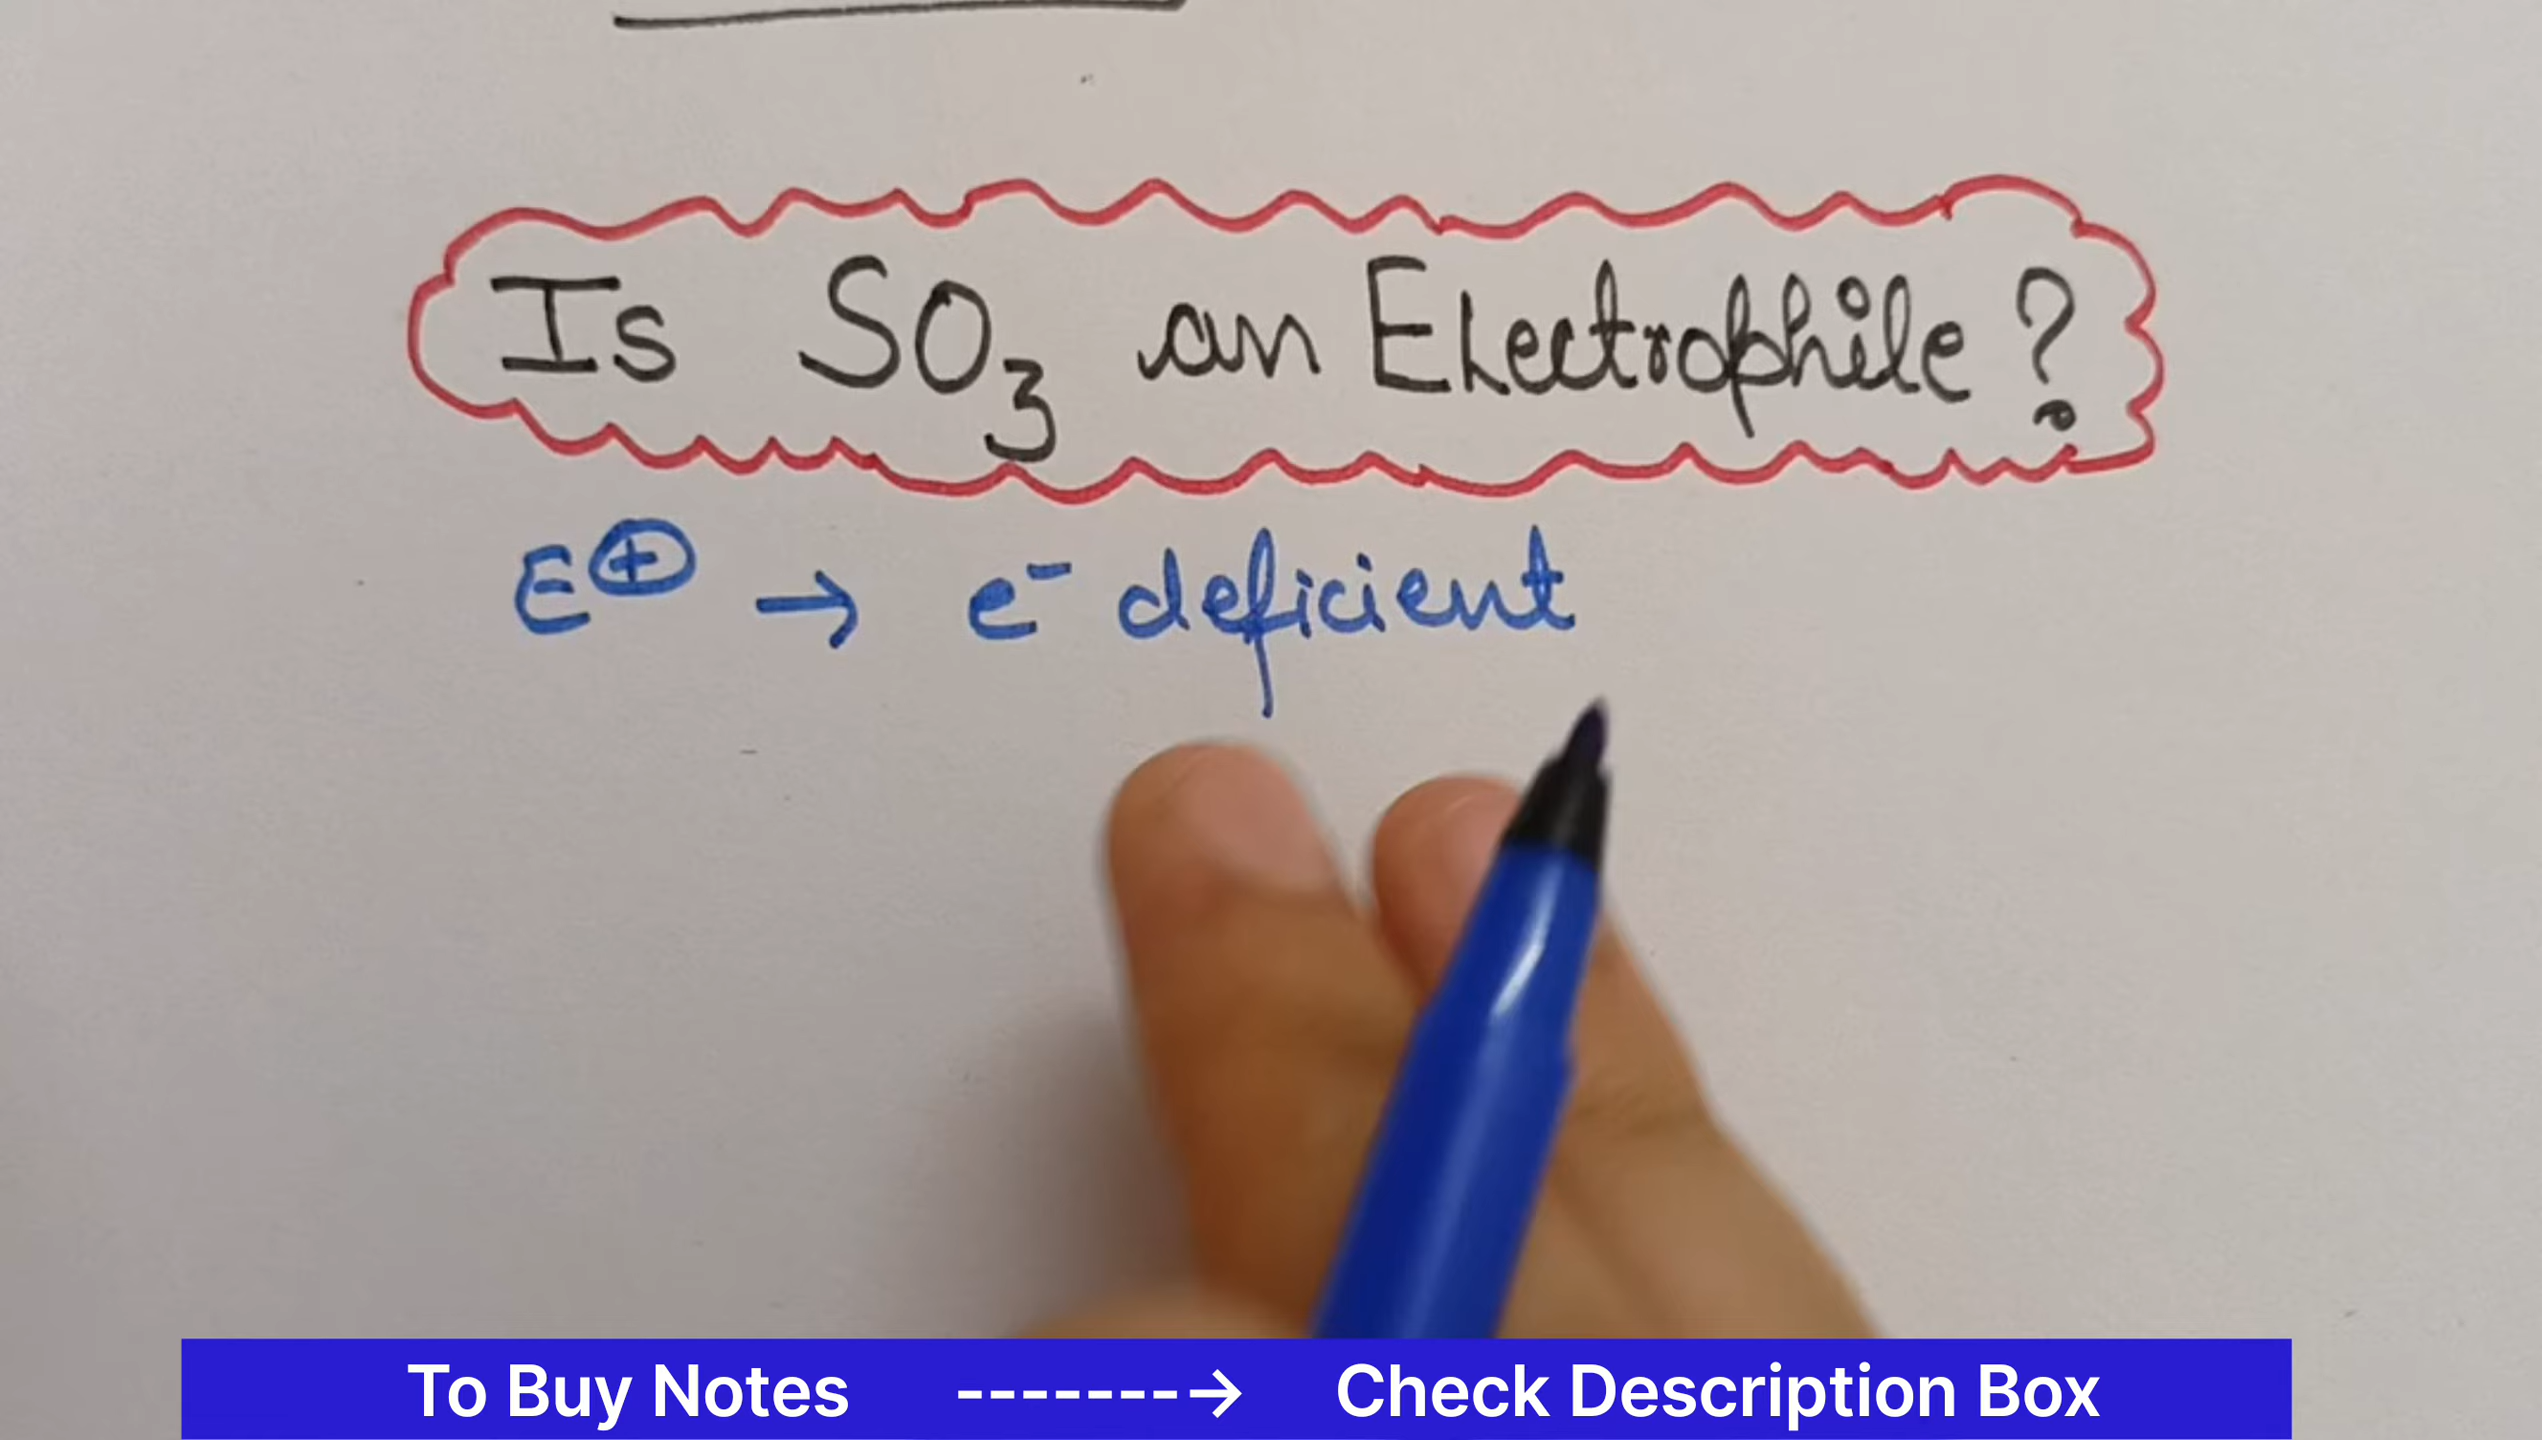 Is SO₃ an Electrophile?
E⊕ → e⁻ deficient
To Buy Notes -------→ Check Description Box